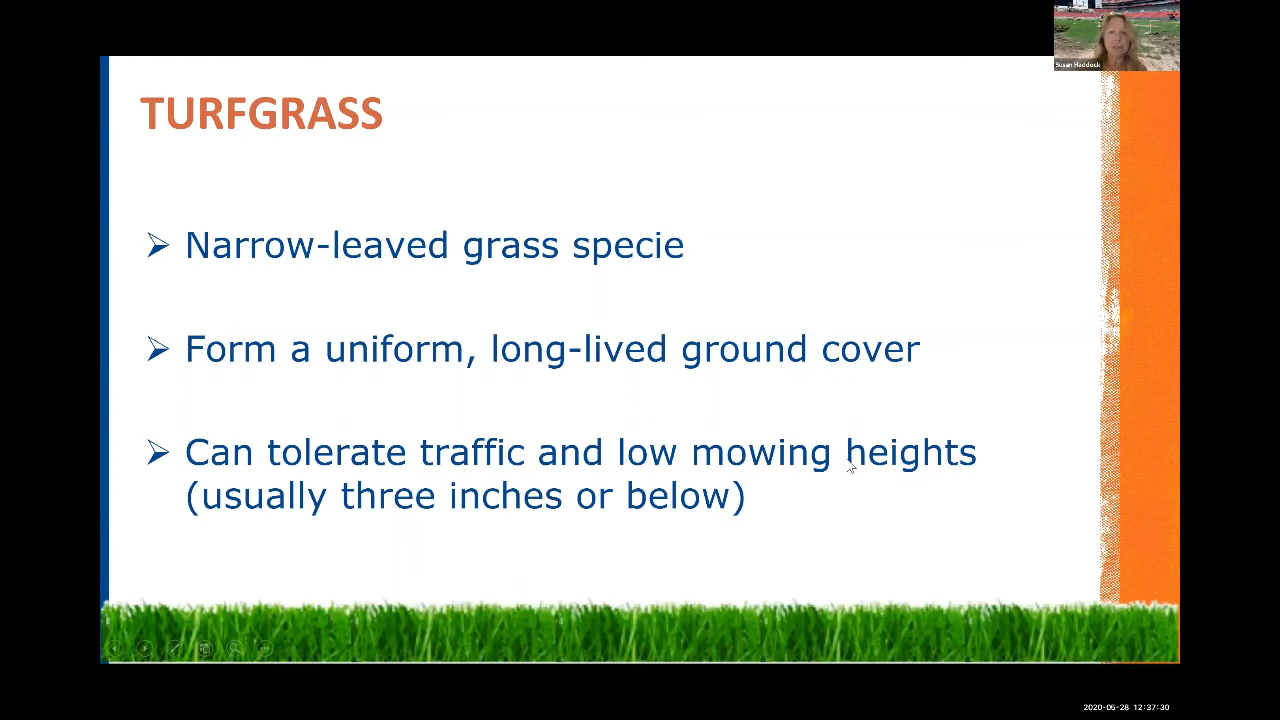 Susan Haddock
TURFGRASS
Narrow-leaved grass specie
Form a uniform, long-lived ground cover
Can tolerate traffic and low mowing heights
(usually three inches or below)
2020-05-28 12:37:30